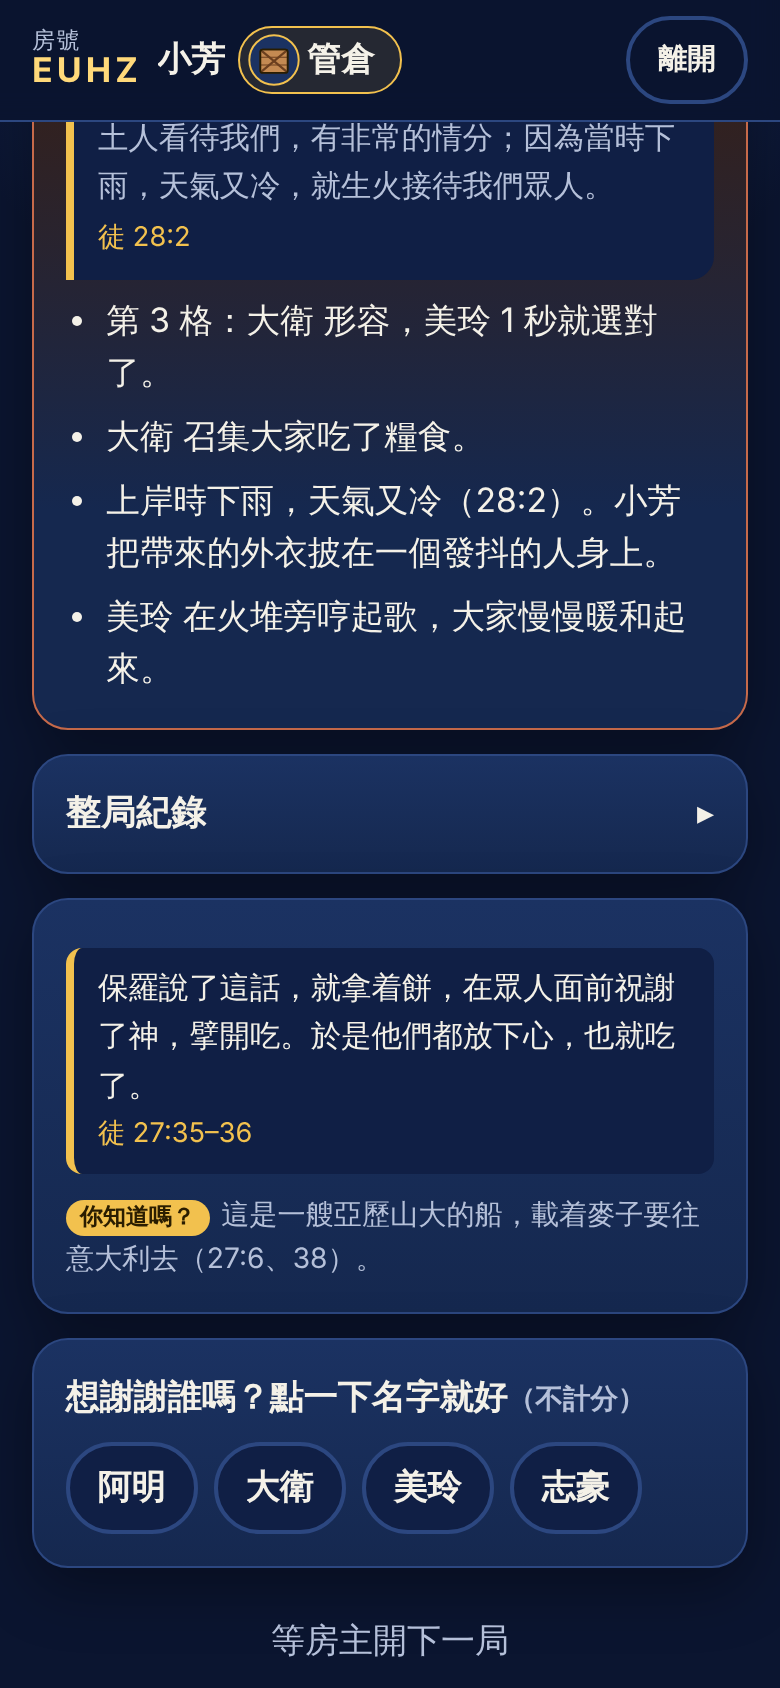 房號
EUHZ 小芳 管倉 離開
土人看待我們，有非常的情分；因為當時下
雨，天氣又冷，就生火接待我們眾人。
徒 28:2
• 第 3 格：大衛 形容，美玲 1 秒就選對
了。
• 大衛 召集大家吃了糧食。
• 上岸時下雨，天氣又冷（28:2）。小芳
把帶來的外衣披在一個發抖的人身上。
• 美玲 在火堆旁哼起歌，大家慢慢暖和起
來。
整局紀錄 ▶
保羅說了這話，就拿着餅，在眾人面前祝謝
了神，擘開吃。於是他們都放下心，也就吃
了。
徒 27:35–36
你知道嗎？ 這是一艘亞歷山大的船，載着麥子要往
意大利去（27:6、38）。
想謝謝誰嗎？點一下名字就好（不計分）
阿明 大衛 美玲 志豪
等房主開下一局